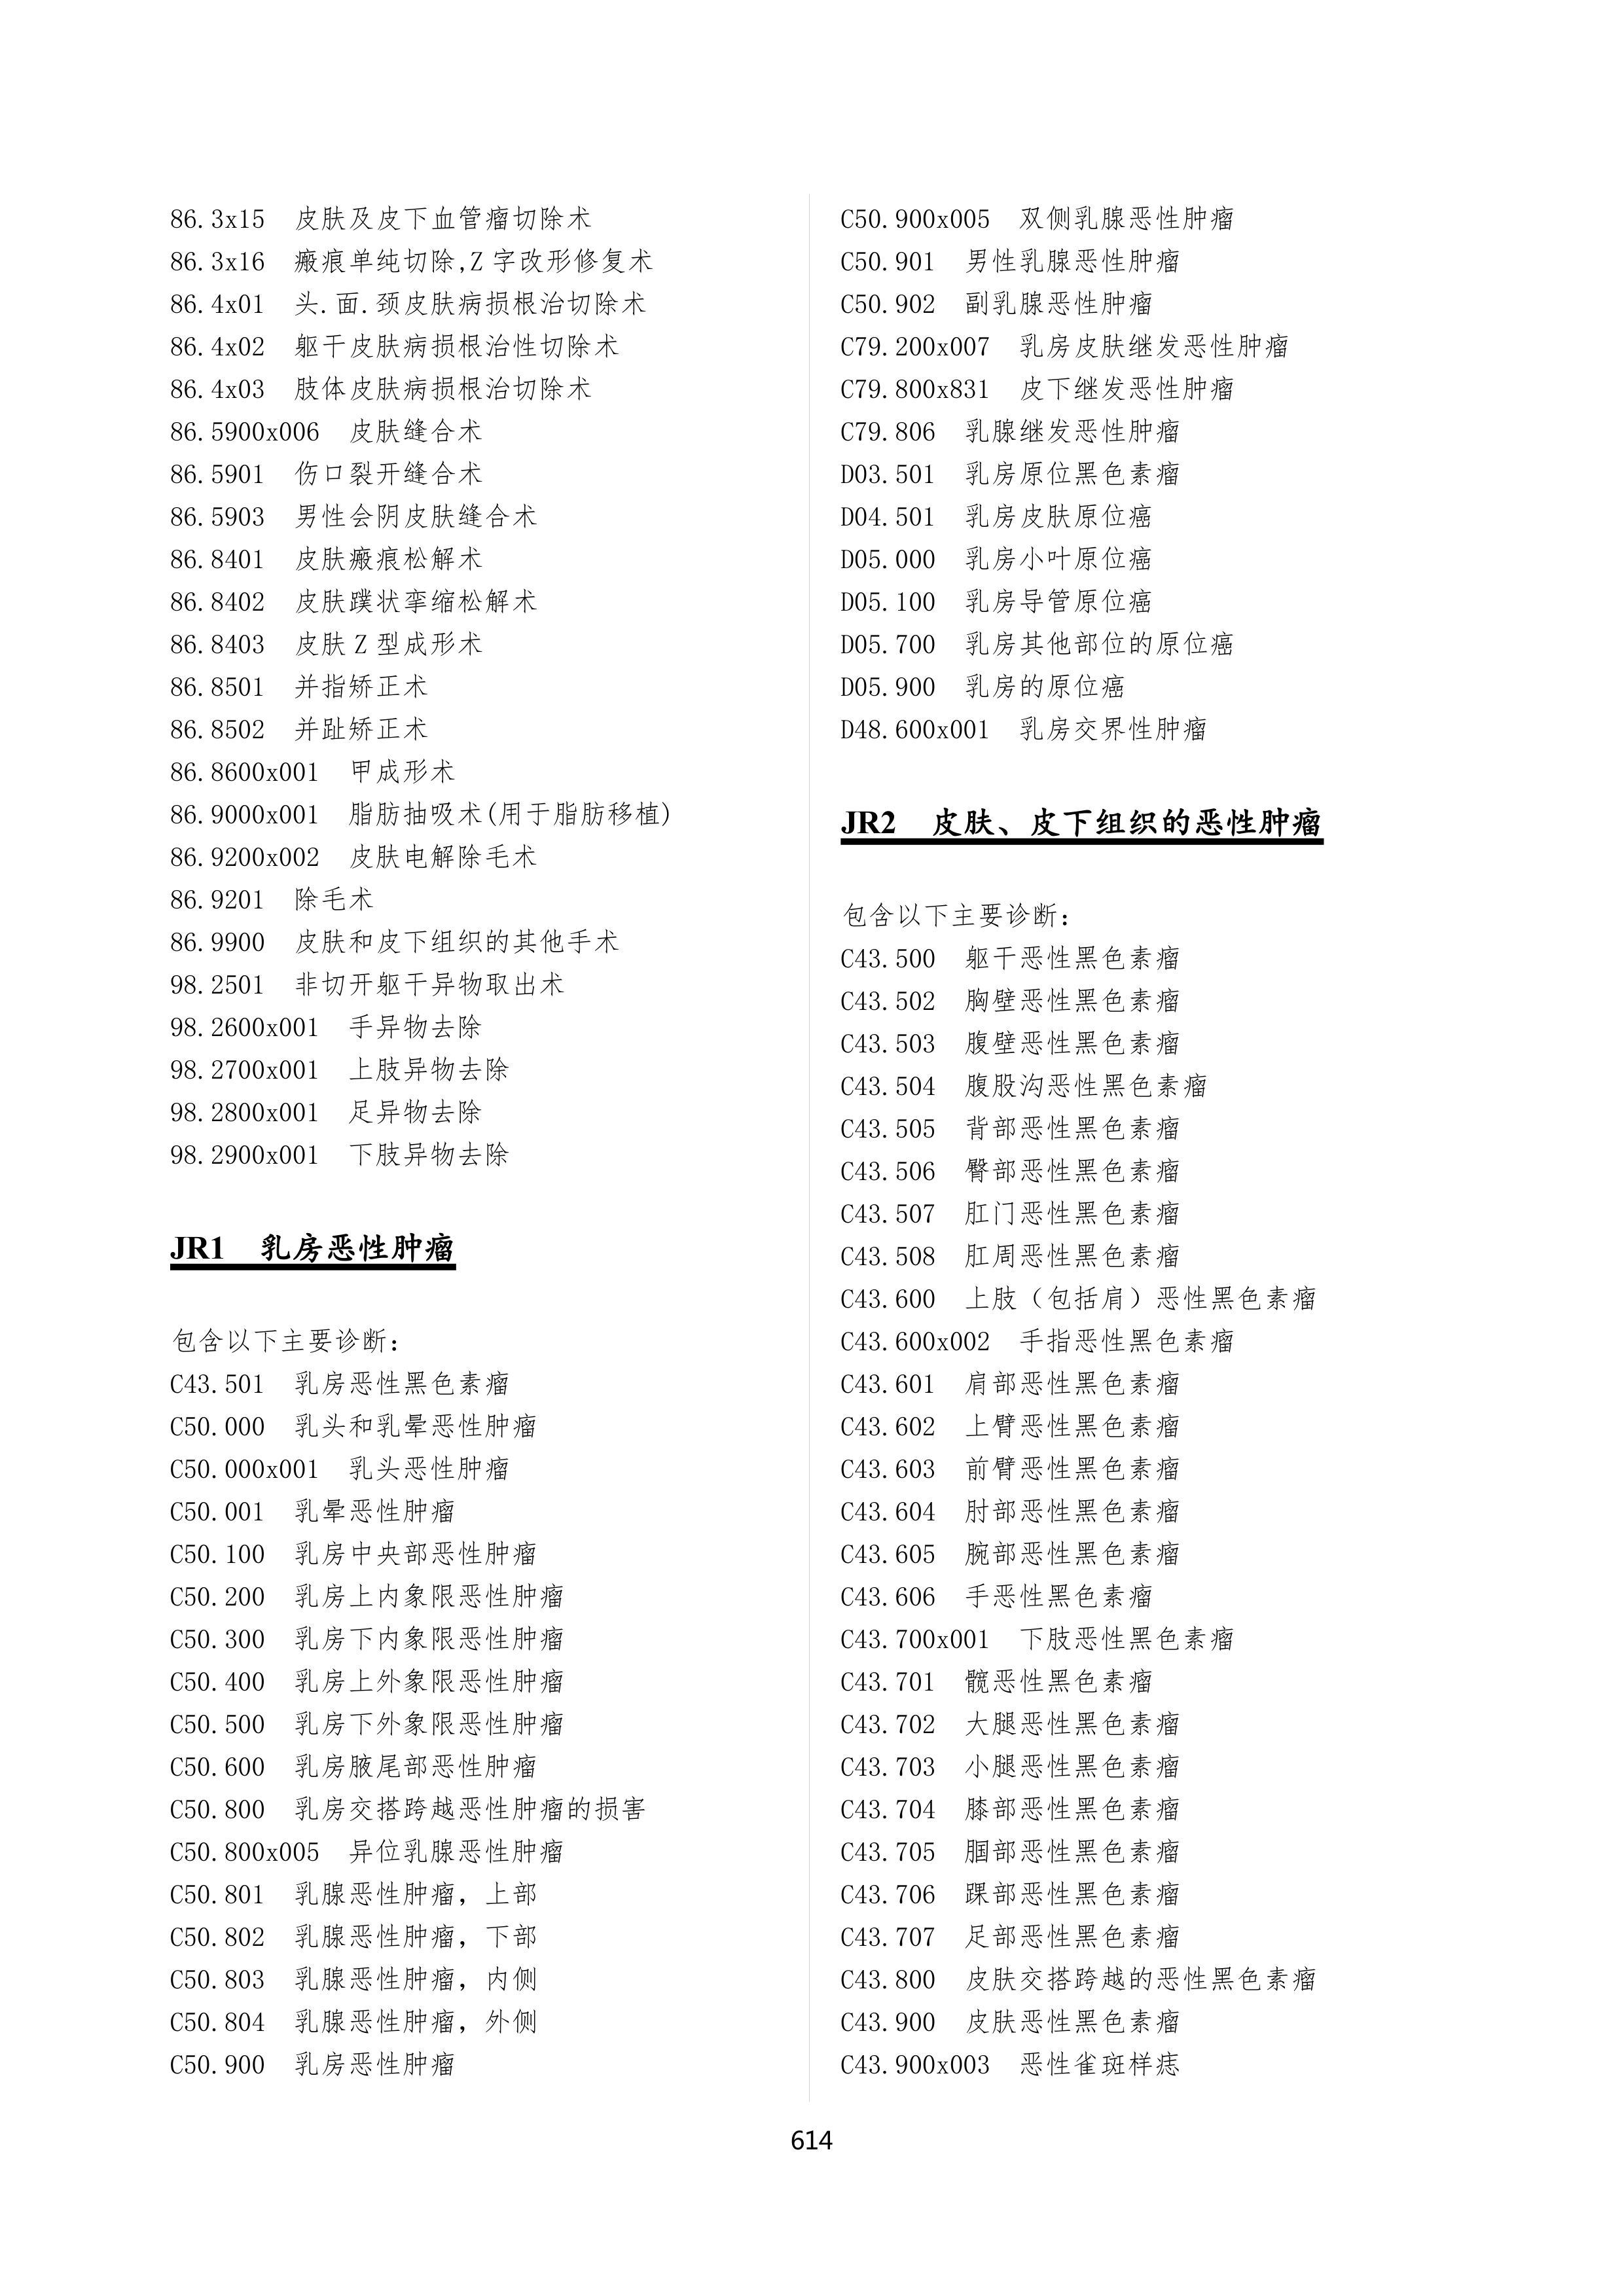 86.3x15 皮肤及皮下血管瘤切除术
86.3x16 瘢痕单纯切除,Z 字改形修复术
86.4x01 头.面.颈皮肤病损根治切除术
86.4x02 躯干皮肤病损根治性切除术
86.4x03 肢体皮肤病损根治切除术
86.5900x006 皮肤缝合术
86.5901 伤口裂开缝合术
86.5903 男性会阴皮肤缝合术
86.8401 皮肤瘢痕松解术
86.8402 皮肤蹼状挛缩松解术
86.8403 皮肤 Z 型成形术
86.8501 并指矫正术
86.8502 并趾矫正术
86.8600x001 甲成形术
86.9000x001 脂肪抽吸术(用于脂肪移植)
86.9200x002 皮肤电解除毛术
86.9201 除毛术
86.9900 皮肤和皮下组织的其他手术
98.2501 非切开躯干异物取出术
98.2600x001 手异物去除
98.2700x001 上肢异物去除
98.2800x001 足异物去除
98.2900x001 下肢异物去除
JR1 乳房恶性肿瘤
包含以下主要诊断:
C43.501 乳房恶性黑色素瘤
C50.000 乳头和乳晕恶性肿瘤
C50.000x001 乳头恶性肿瘤
C50.001 乳晕恶性肿瘤
C50.100 乳房中央部恶性肿瘤
C50.200 乳房上内象限恶性肿瘤
C50.300 乳房下内象限恶性肿瘤
C50.400 乳房上外象限恶性肿瘤
C50.500 乳房下外象限恶性肿瘤
C50.600 乳房腋尾部恶性肿瘤
C50.800 乳房交搭跨越恶性肿瘤的损害
C50.800x005 异位乳腺恶性肿瘤
C50.801 乳腺恶性肿瘤，上部
C50.802 乳腺恶性肿瘤，下部
C50.803 乳腺恶性肿瘤，内侧
C50.804 乳腺恶性肿瘤，外侧
C50.900 乳房恶性肿瘤
C50.900x005 双侧乳腺恶性肿瘤
C50.901 男性乳腺恶性肿瘤
C50.902 副乳腺恶性肿瘤
C79.200x007 乳房皮肤继发恶性肿瘤
C79.800x831 皮下继发恶性肿瘤
C79.806 乳腺继发恶性肿瘤
D03.501 乳房原位黑色素瘤
D04.501 乳房皮肤原位癌
D05.000 乳房小叶原位癌
D05.100 乳房导管原位癌
D05.700 乳房其他部位的原位癌
D05.900 乳房的原位癌
D48.600x001 乳房交界性肿瘤
JR2 皮肤、皮下组织的恶性肿瘤
包含以下主要诊断:
C43.500 躯干恶性黑色素瘤
C43.502 胸壁恶性黑色素瘤
C43.503 腹壁恶性黑色素瘤
C43.504 腹股沟恶性黑色素瘤
C43.505 背部恶性黑色素瘤
C43.506 臀部恶性黑色素瘤
C43.507 肛门恶性黑色素瘤
C43.508 肛周恶性黑色素瘤
C43.600 上肢（包括肩）恶性黑色素瘤
C43.600x002 手指恶性黑色素瘤
C43.601 肩部恶性黑色素瘤
C43.602 上臂恶性黑色素瘤
C43.603 前臂恶性黑色素瘤
C43.604 肘部恶性黑色素瘤
C43.605 腕部恶性黑色素瘤
C43.606 手恶性黑色素瘤
C43.700x001 下肢恶性黑色素瘤
C43.701 髋恶性黑色素瘤
C43.702 大腿恶性黑色素瘤
C43.703 小腿恶性黑色素瘤
C43.704 膝部恶性黑色素瘤
C43.705 腘部恶性黑色素瘤
C43.706 踝部恶性黑色素瘤
C43.707 足部恶性黑色素瘤
C43.800 皮肤交搭跨越的恶性黑色素瘤
C43.900 皮肤恶性黑色素瘤
C43.900x003 恶性雀斑样痣
614